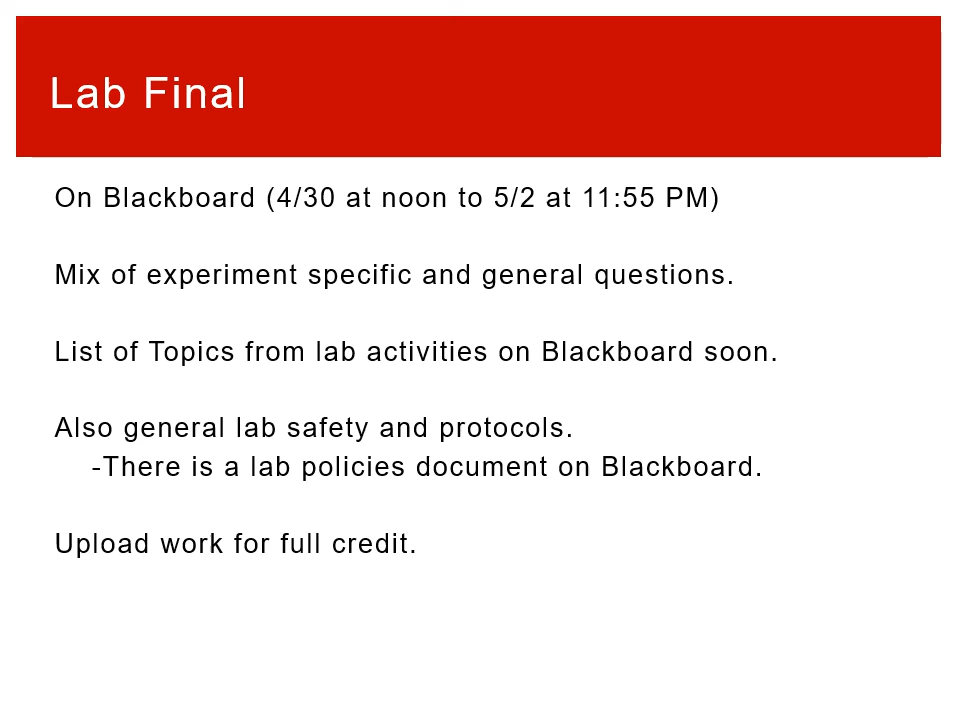 Lab Final
On Blackboard (4/30 at noon to 5/2 at 11:55 PM)
Mix of experiment specific and general questions.
List of Topics from lab activities on Blackboard soon.
Also general lab safety and protocols.
-There is a lab policies document on Blackboard.
Upload work for full credit.